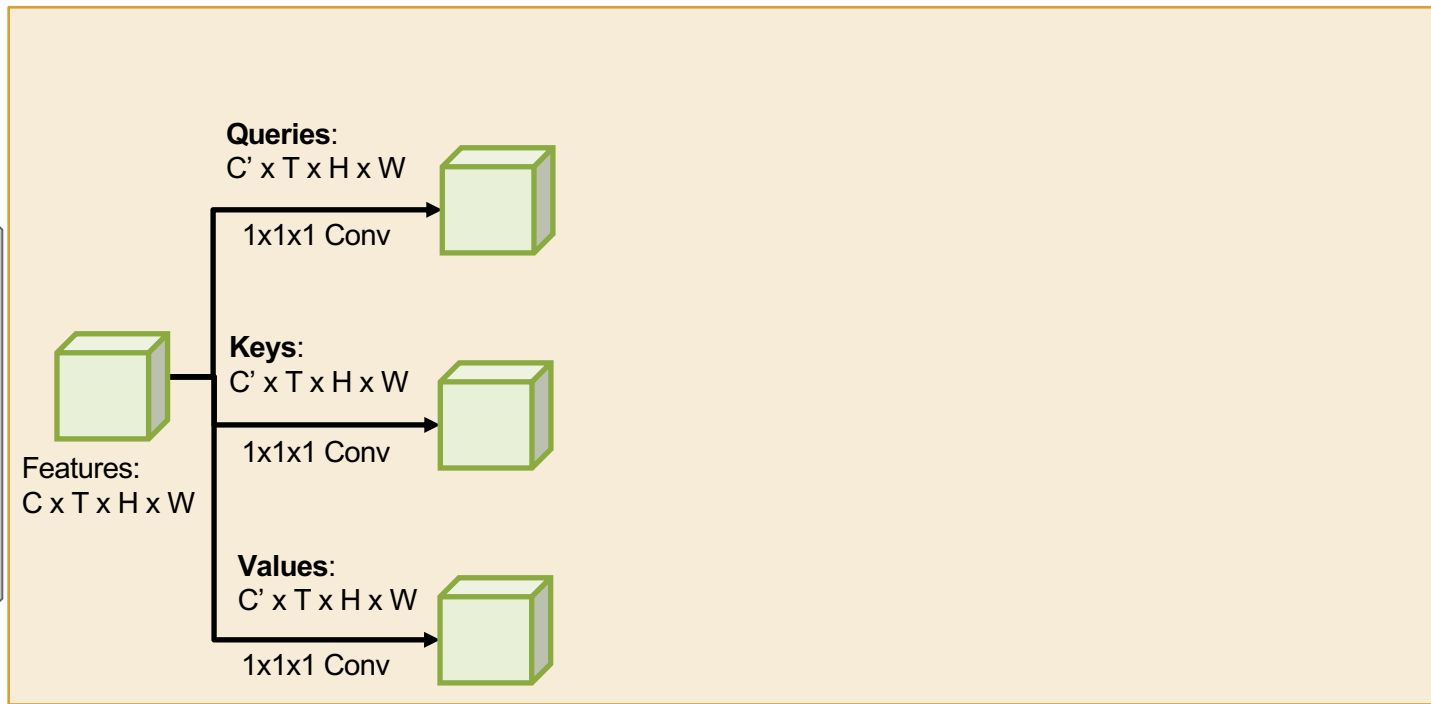 Queries:
C’ x T x H x W
1x1x1 Conv
Keys:
C’ x T x H x W
1x1x1 Conv
Features:
C x T x H x W
Values:
C’ x T x H x W
1x1x1 Conv